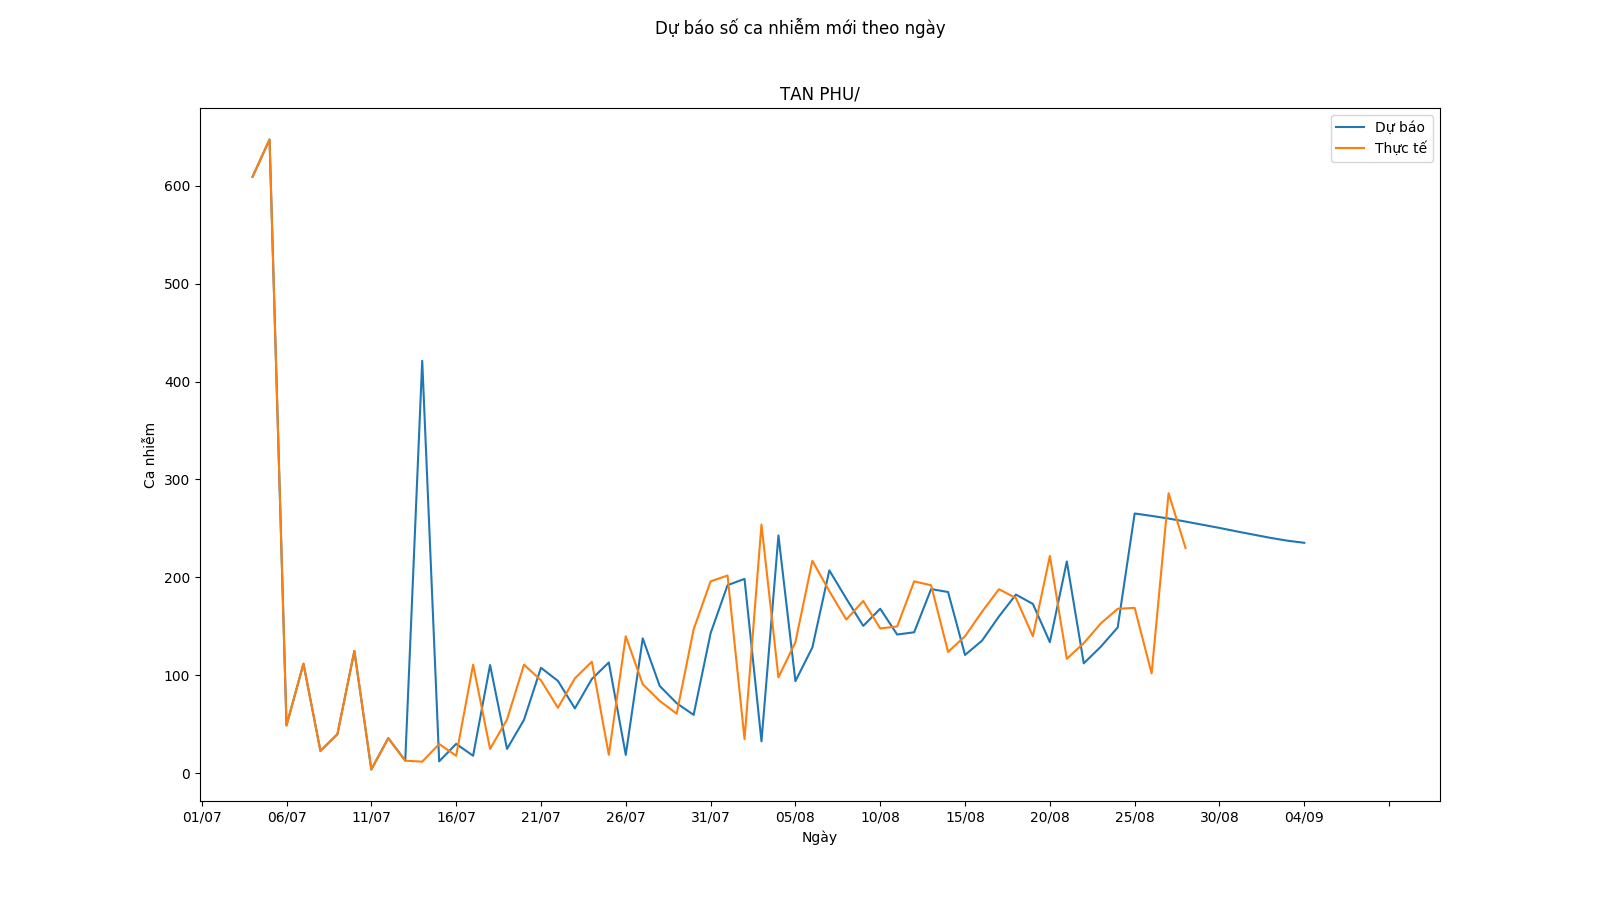 Dự báo số ca nhiễm mới theo ngày
TAN PHU/
Dự báo
Thực tế
Ca nhiễm
600
500
400
300
200
100
0
01/07 06/07 11/07 16/07 21/07 26/07 31/07 05/08 10/08 15/08 20/08 25/08 30/08 04/09
Ngày